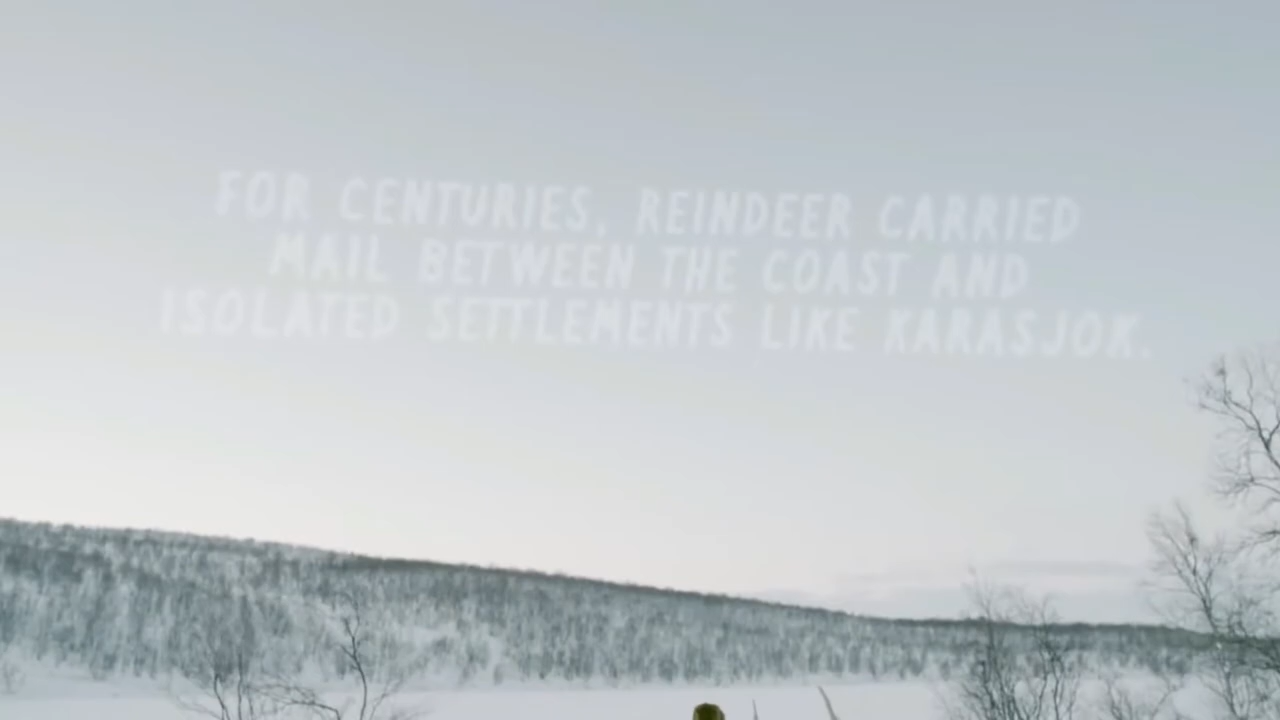 FOR CENTURIES, REINDEER CARRIED
MAIL BETWEEN THE COAST AND
ISOLATED SETTLEMENTS LIKE KARASJOK.